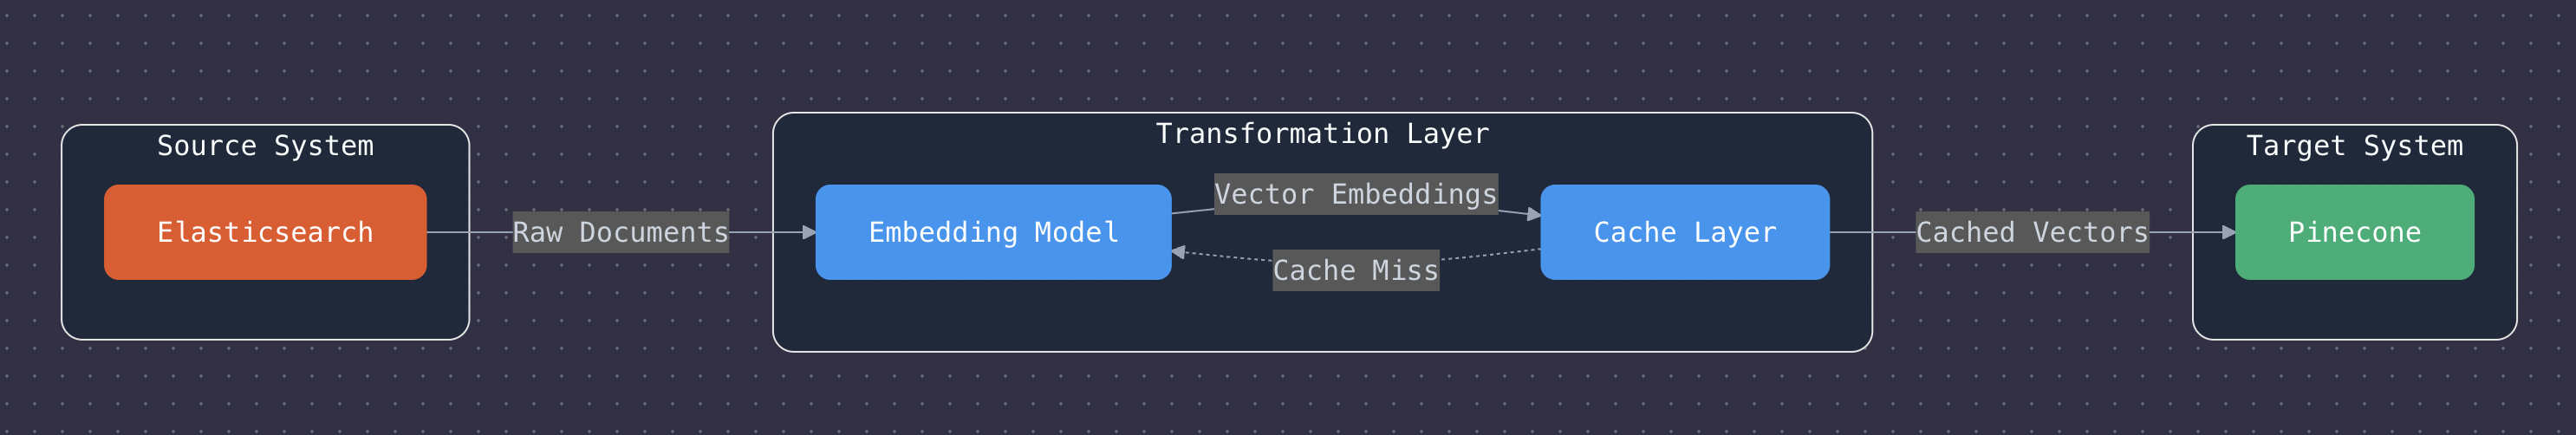 Source System
Elasticsearch
Raw Documents
Transformation Layer
Embedding Model
Vector Embeddings
Cache Miss
Cache Layer
Cached Vectors
Target System
Pinecone